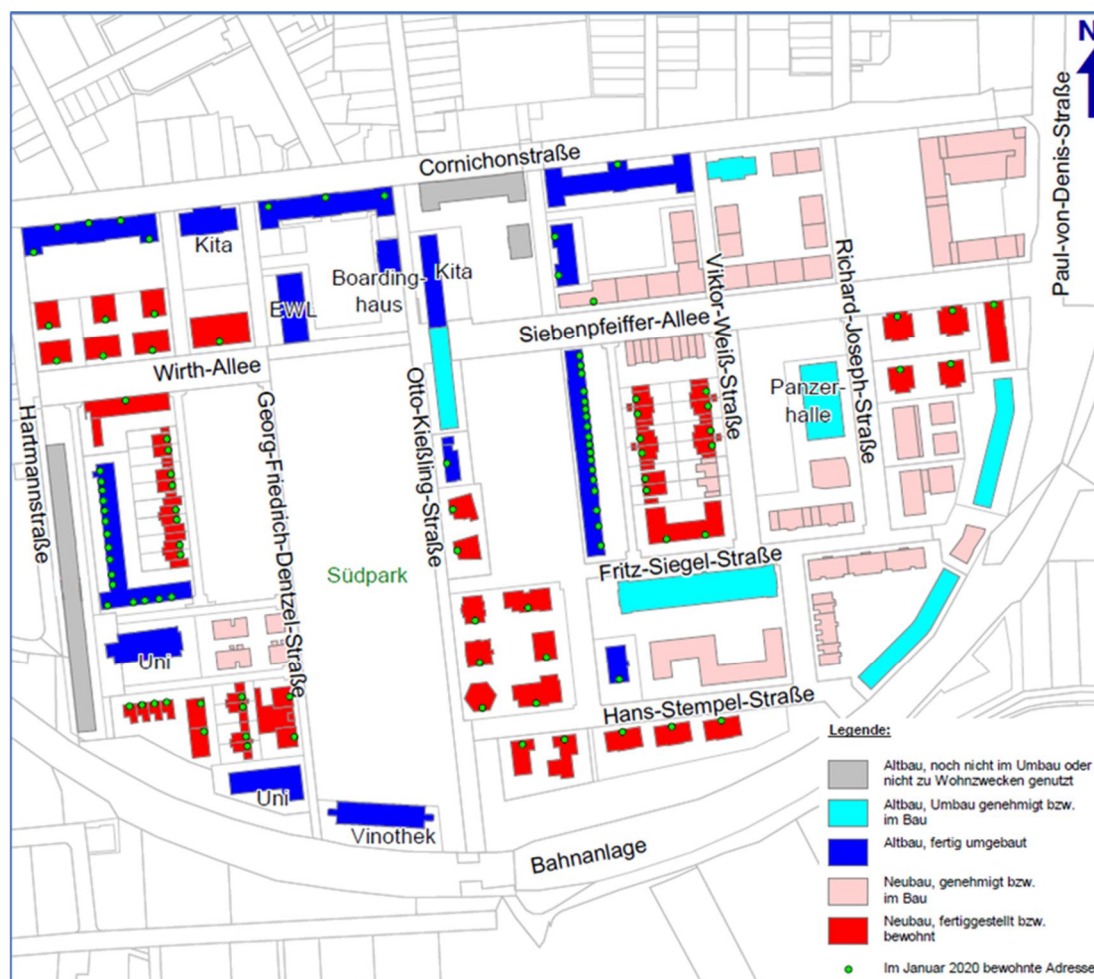 N
Paul-von-Denis-Straße
Cornichonstraße
Kita
Boarding-
haus
Kita
EWL
Siebenpfeiffer-Allee
Viktor-Weiß-Straße
Richard-Joseph-Straße
Wirth-Allee
Hartmannstraße
Georg-Friedrich-Dentzel-Straße
Otto-Kießling-Straße
Panzer-
halle
Südpark
Fritz-Siegel-Straße
Uni
Hans-Stempel-Straße
Uni
Vinothek
Bahnanlage
Legende:
Altbau, noch nicht im Umbau oder
nicht zu Wohnzwecken genutzt
Altbau, Umbau genehmigt bzw.
im Bau
Altbau, fertig umgebaut
Neubau, genehmigt bzw.
im Bau
Neubau, fertiggestellt bzw.
bewohnt
Im Januar 2020 bewohnte Adresse